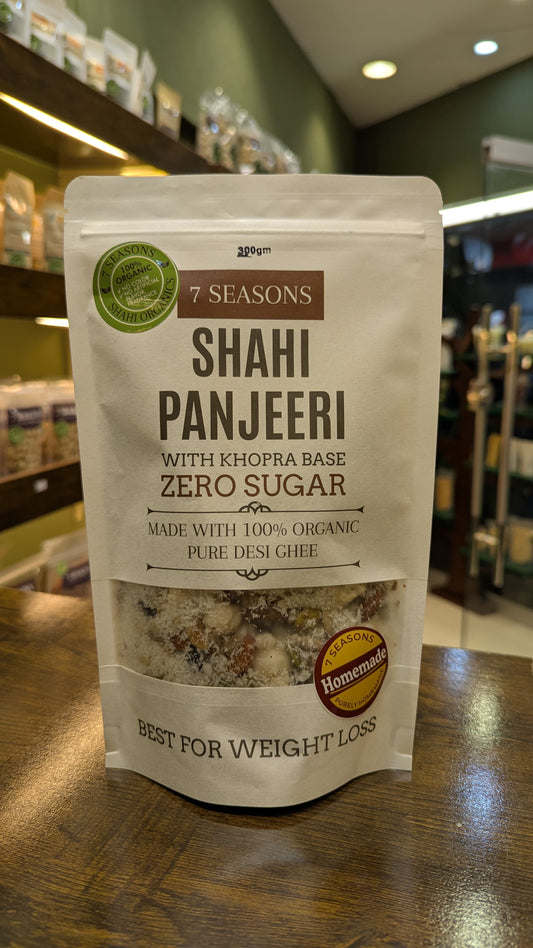 300gm
7 SEASONS
100%
ORGANIC
SHAHI ORGANICS
7 SEASONS
SHAHI
PANJEERI
WITH KHOPRA BASE
ZERO SUGAR
MADE WITH 100% ORGANIC
PURE DESI GHEE
7 SEASONS
Homemade
BEST FOR WEIGHT LOSS